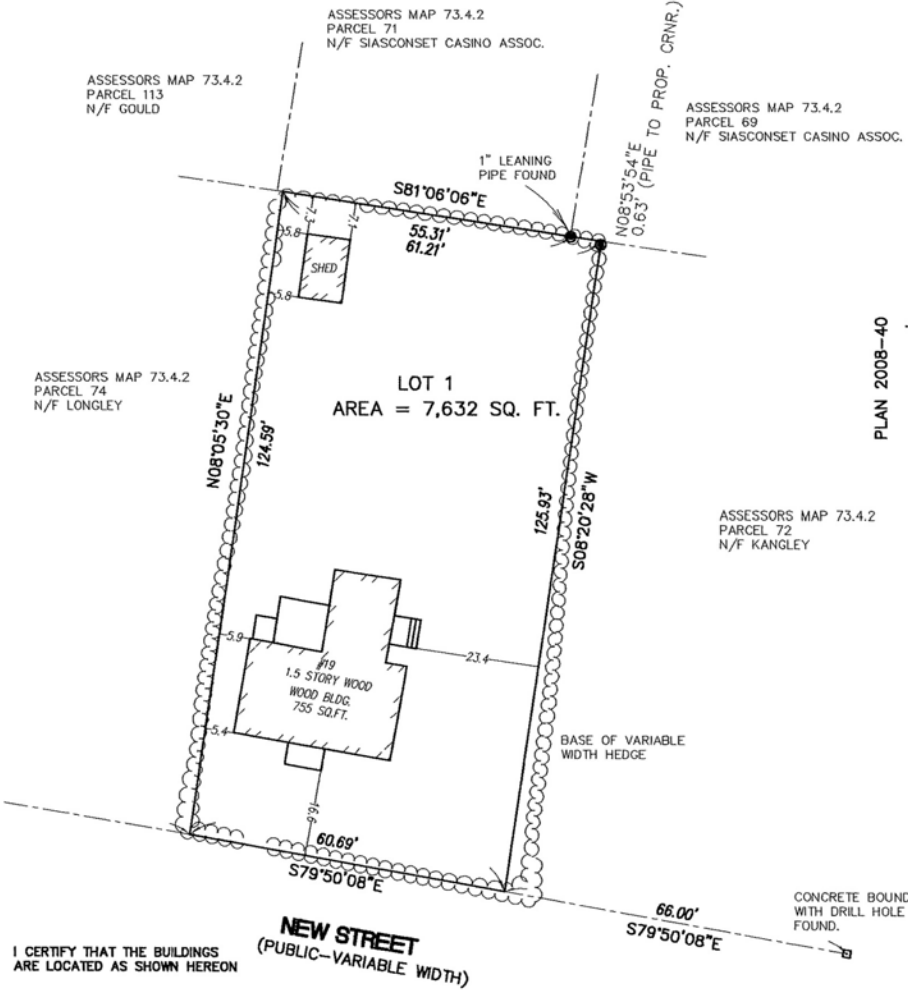 ASSESSORS MAP 73.4.2
PARCEL 71
N/F SIASCONSET CASINO ASSOC.
ASSESSORS MAP 73.4.2
PARCEL 113
N/F GOULD
N08°53'54"E
0.63' (PIPE TO PROP. CRNR.)
ASSESSORS MAP 73.4.2
PARCEL 69
N/F SIASCONSET CASINO ASSOC.
1" LEANING
PIPE FOUND
S81°06'06"E
55.31'
61.21'
7.3
7.1
5.8
SHED
5.8
PLAN 2008-40
ASSESSORS MAP 73.4.2
PARCEL 74
N/F LONGLEY
LOT 1
AREA = 7,632 SQ. FT.
N08°05'30"E
124.59'
125.93'
S08°20'28"W
ASSESSORS MAP 73.4.2
PARCEL 72
N/F KANGLEY
5.9
23.4
#19
1.5 STORY WOOD
WOOD BLDG.
755 SQ.FT.
5.4
BASE OF VARIABLE
WIDTH HEDGE
16.6
60.69'
S79°50'08"E
66.00'
S79°50'08"E
CONCRETE BOUND
WITH DRILL HOLE
FOUND.
NEW STREET
(PUBLIC-VARIABLE WIDTH)
I CERTIFY THAT THE BUILDINGS
ARE LOCATED AS SHOWN HEREON